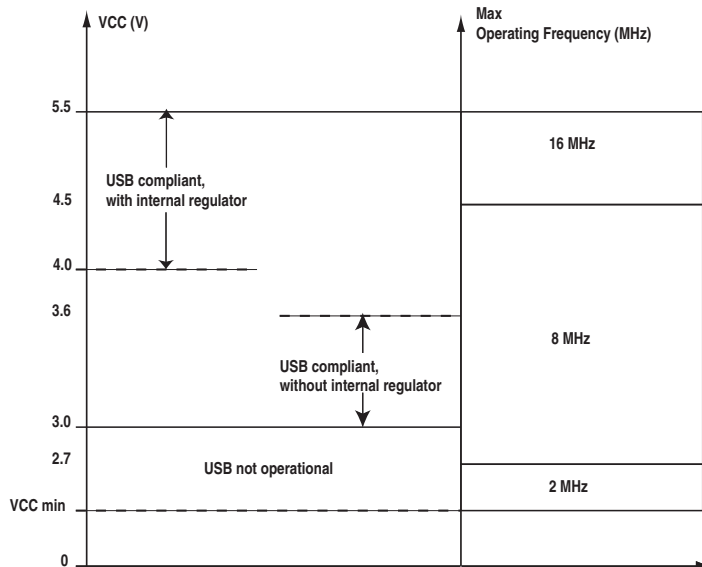 VCC (V)
Max
Operating Frequency (MHz)
5.5
16 MHz
USB compliant,
with internal regulator
4.5
4.0
3.6
8 MHz
USB compliant,
without internal regulator
3.0
2.7
USB not operational
2 MHz
VCC min
0